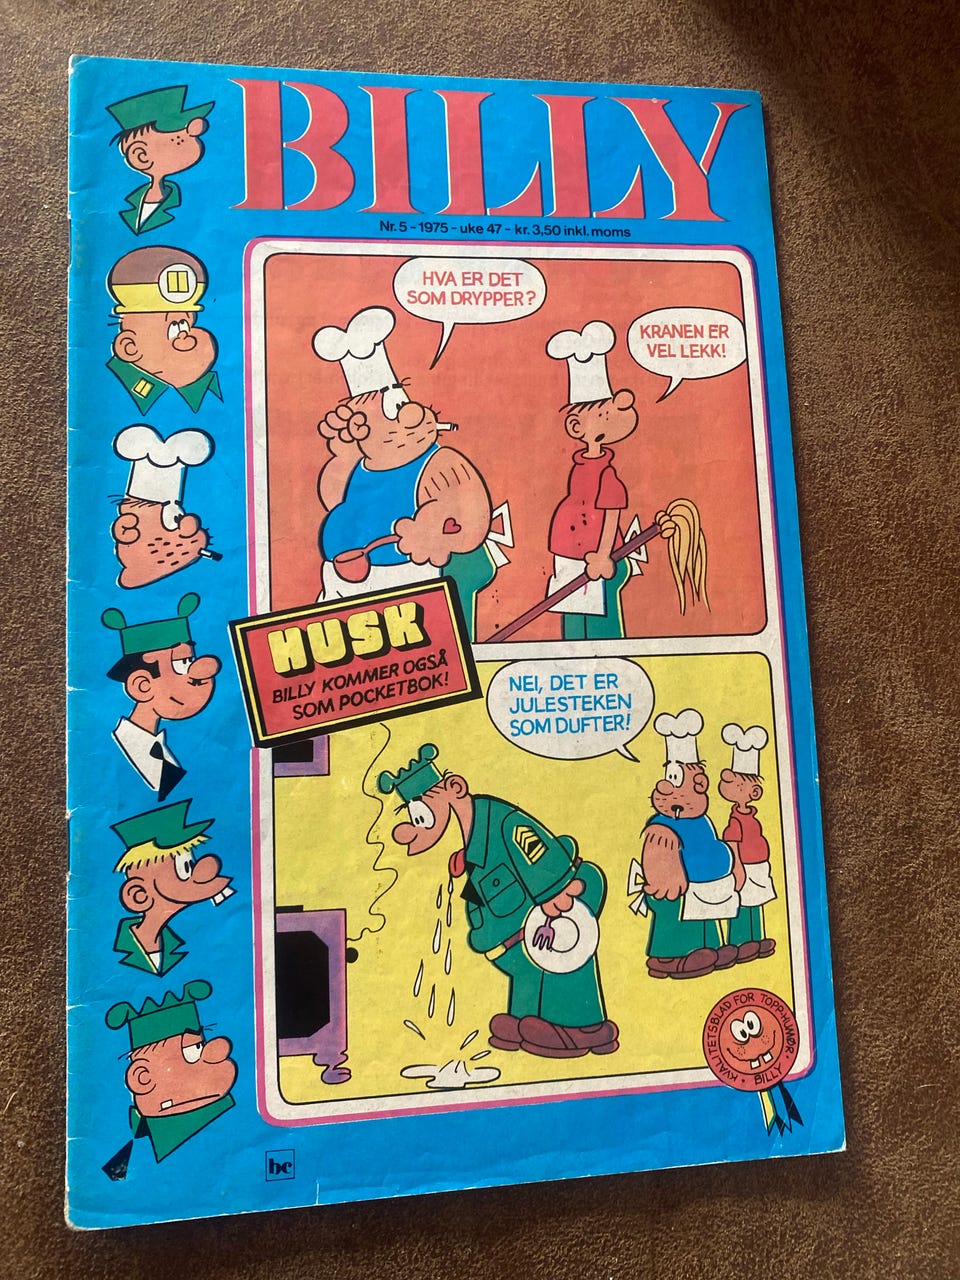 BILLY
Nr. 5 - 1975 - uke 47 - kr. 3,50 inkl. moms
HVA ER DET
SOM DRYPPER?
KRANEN ER
VEL LEKK!
HUSK
BILLY KOMMER OGSÅ
SOM POCKETBOK!
NEI, DET ER
JULESTEKEN
SOM DUFTER!
KVALITETSBLAD FOR TOPP-HUMØR · BILLY ·
hc